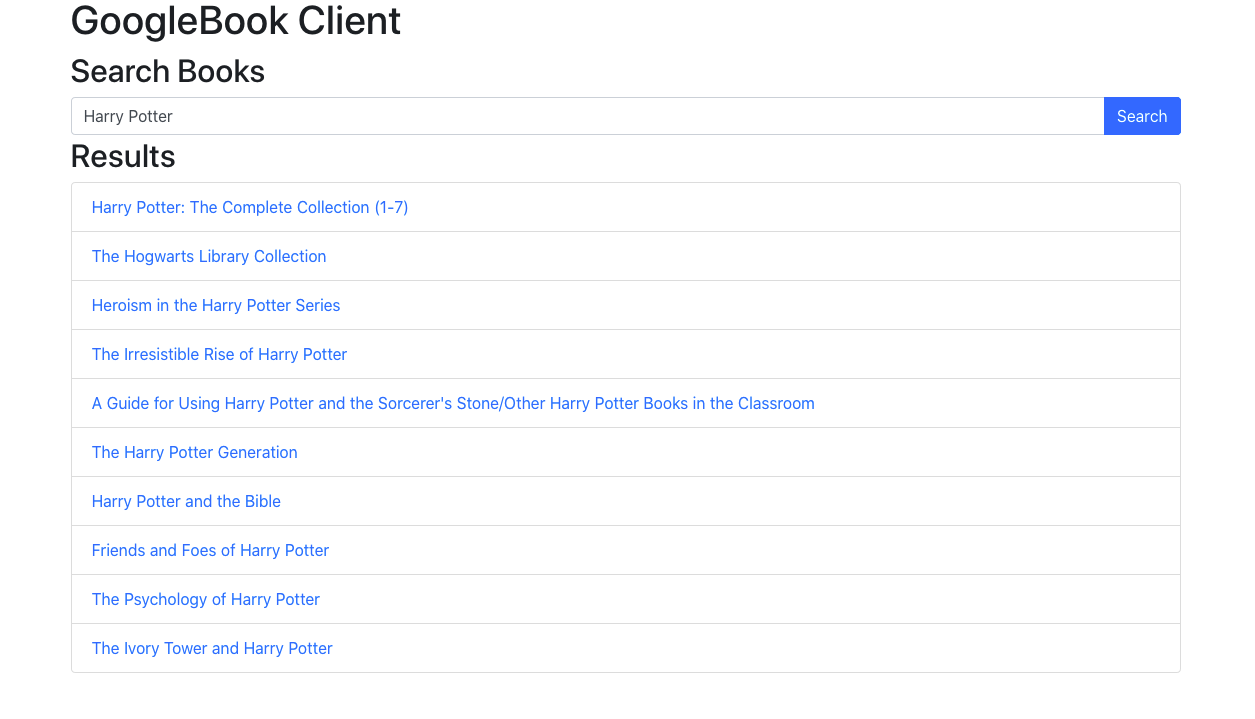 GoogleBook Client
Search Books
Harry Potter
Search
Results
Harry Potter: The Complete Collection (1-7)
The Hogwarts Library Collection
Heroism in the Harry Potter Series
The Irresistible Rise of Harry Potter
A Guide for Using Harry Potter and the Sorcerer's Stone/Other Harry Potter Books in the Classroom
The Harry Potter Generation
Harry Potter and the Bible
Friends and Foes of Harry Potter
The Psychology of Harry Potter
The Ivory Tower and Harry Potter